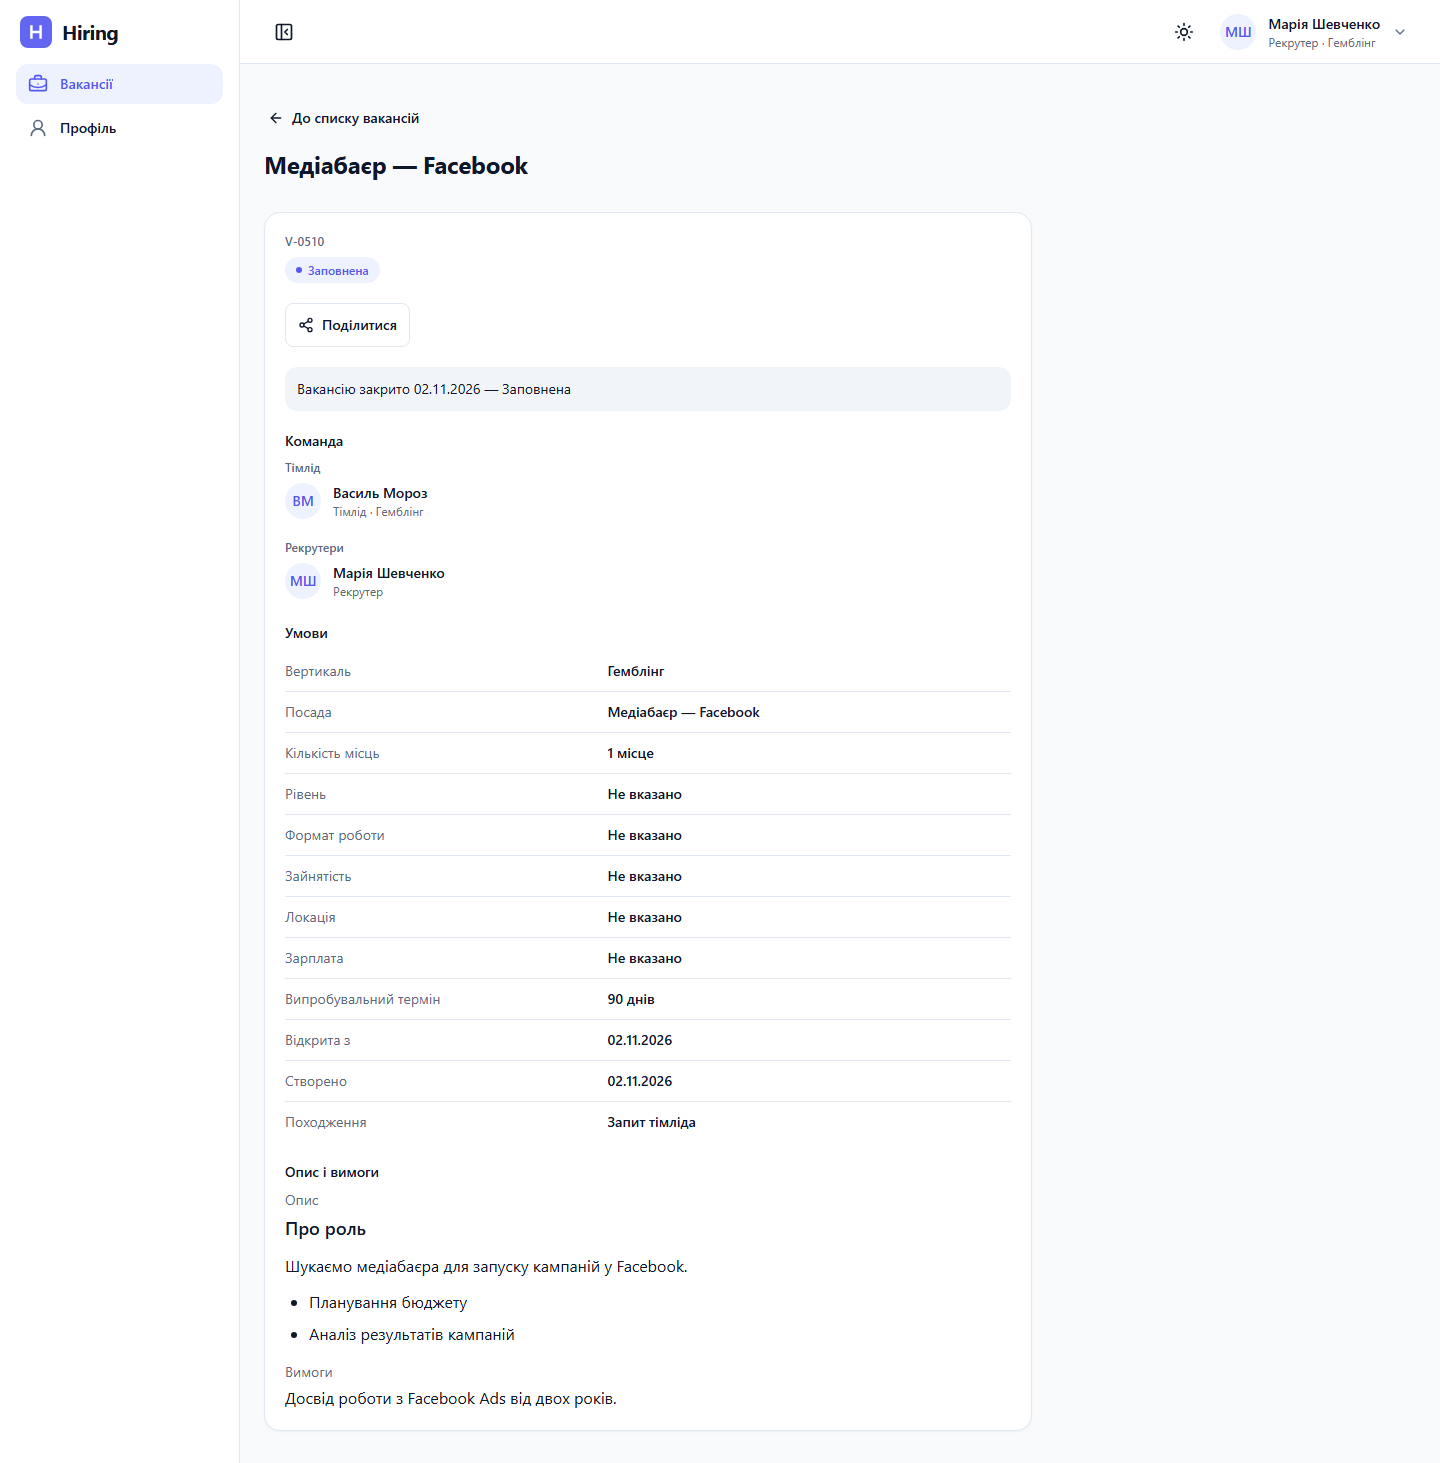 H Hiring
Вакансії
Профіль
МШ
Марія Шевченко
Рекрутер · Гемблінг
До списку вакансій
Медіабаєр — Facebook
V-0510
Заповнена
Поділитися
Вакансію закрито 02.11.2026 — Заповнена
Команда
Тімлід
ВМ
Василь Мороз
Тімлід · Гемблінг
Рекрутери
МШ
Марія Шевченко
Рекрутер
Умови
Вертикаль Гемблінг
Посада Медіабаєр — Facebook
Кількість місць 1 місце
Рівень Не вказано
Формат роботи Не вказано
Зайнятість Не вказано
Локація Не вказано
Зарплата Не вказано
Випробувальний термін 90 днів
Відкрита з 02.11.2026
Створено 02.11.2026
Походження Запит тімліда
Опис і вимоги
Опис
Про роль
Шукаємо медіабаєра для запуску кампаній у Facebook.
• Планування бюджету
• Аналіз результатів кампаній
Вимоги
Досвід роботи з Facebook Ads від двох років.